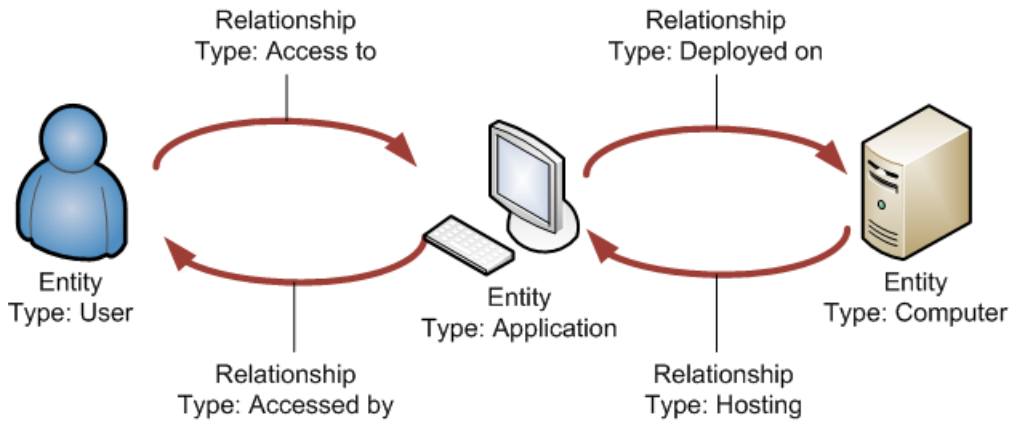 Relationship
Type: Access to
Relationship
Type: Deployed on
Entity
Type: User
Entity
Type: Application
Entity
Type: Computer
Relationship
Type: Accessed by
Relationship
Type: Hosting